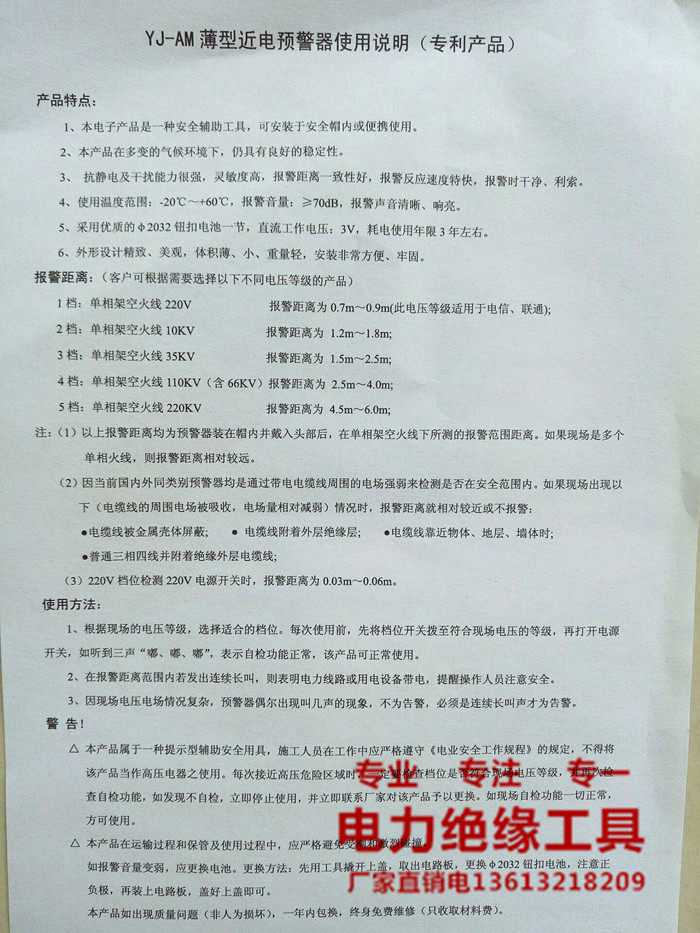 YJ-AM 薄型近电预警器使用说明（专利产品）
产品特点：
1、本电子产品是一种安全辅助工具，可安装于安全帽内或便携使用。
2、本产品在多变的气候环境下，仍具有良好的稳定性。
3、 抗静电及干扰能力很强，灵敏度高，报警距离一致性好，报警反应速度特快，报警时干净、利索。
4、使用温度范围：-20℃～+60℃，报警音量：≥70dB，报警声音清晰、响亮。
5、采用优质的φ2032 钮扣电池一节，直流工作电压：3V，耗电使用年限 3 年左右。
6、外形设计精致、美观，体积薄、小、重量轻，安装非常方便、牢固。
报警距离：（客户可根据需要选择以下不同电压等级的产品）
1 档：单相架空火线 220V 报警距离为 0.7m～0.9m(此电压等级适用于电信、联通);
2 档：单相架空火线 10KV 报警距离为 1.2m～1.8m;
3 档：单相架空火线 35KV 报警距离为 1.5m～2.5m;
4 档：单相架空火线 110KV（含 66KV）报警距离为 2.5m～4.0m;
5 档：单相架空火线 220KV 报警距离为 4.5m～6.0m;
注：（1）以上报警距离均为预警器装在帽内并戴入头部后，在单相架空火线下所测的报警范围距离。如果现场是多个
单相火线，则报警距离相对较远。
（2）因当前国内外同类别预警器均是通过带电电缆线周围的电场强弱来检测是否在安全范围内。如果现场出现以
下（电缆线的周围电场被吸收，电场量相对减弱）情况时，报警距离就相对较近或不报警：
●电缆线被金属壳体屏蔽； ● 电缆线附着外层绝缘层； ●电缆线靠近物体、地层、墙体时；
●普通三相四线并附着绝缘外层电缆线；
（3）220V 档位检测 220V 电源开关时，报警距离为 0.03m～0.06m。
使用方法：
1、根据现场的电压等级，选择适合的档位。每次使用前，先将档位开关拨至符合现场电压的等级，再打开电源
开关，如听到三声“嘟、嘟、嘟”，表示自检功能正常，该产品可正常使用。
2、在报警距离范围内若发出连续长叫，则表明电力线路或用电设备带电，提醒操作人员注意安全。
3、因现场电压电场情况复杂，预警器偶尔出现叫几声的现象，不为告警，必须是连续长叫声才为告警。
警 告！
△ 本产品属于一种提示型辅助安全用具，施工人员在工作中应严格遵守《电业安全工作规程》的规定，不得将
该产品当作高压电器之使用。每次接近高压危险区域时，一定要检查档位是否符合现场电压等级，并再次检
查自检功能，如发现不自检，立即停止使用，并立即联系厂家对该产品予以更换。如现场自检功能一切正常，
方可使用。
△ 本产品在运输过程和保管及使用过程中，应严格避免受潮和激烈碰撞。
如报警音量变弱，应更换电池。更换方法：先用工具撬开上盖，取出电路板，更换φ2032 钮扣电池，注意正
负极，再装上电路板，盖好上盖即可。
本产品如出现质量问题（非人为损坏），一年内包换，终身免费维修（只收取材料费）。
专业 专注 专一
电力绝缘工具
厂家直销电13613218209